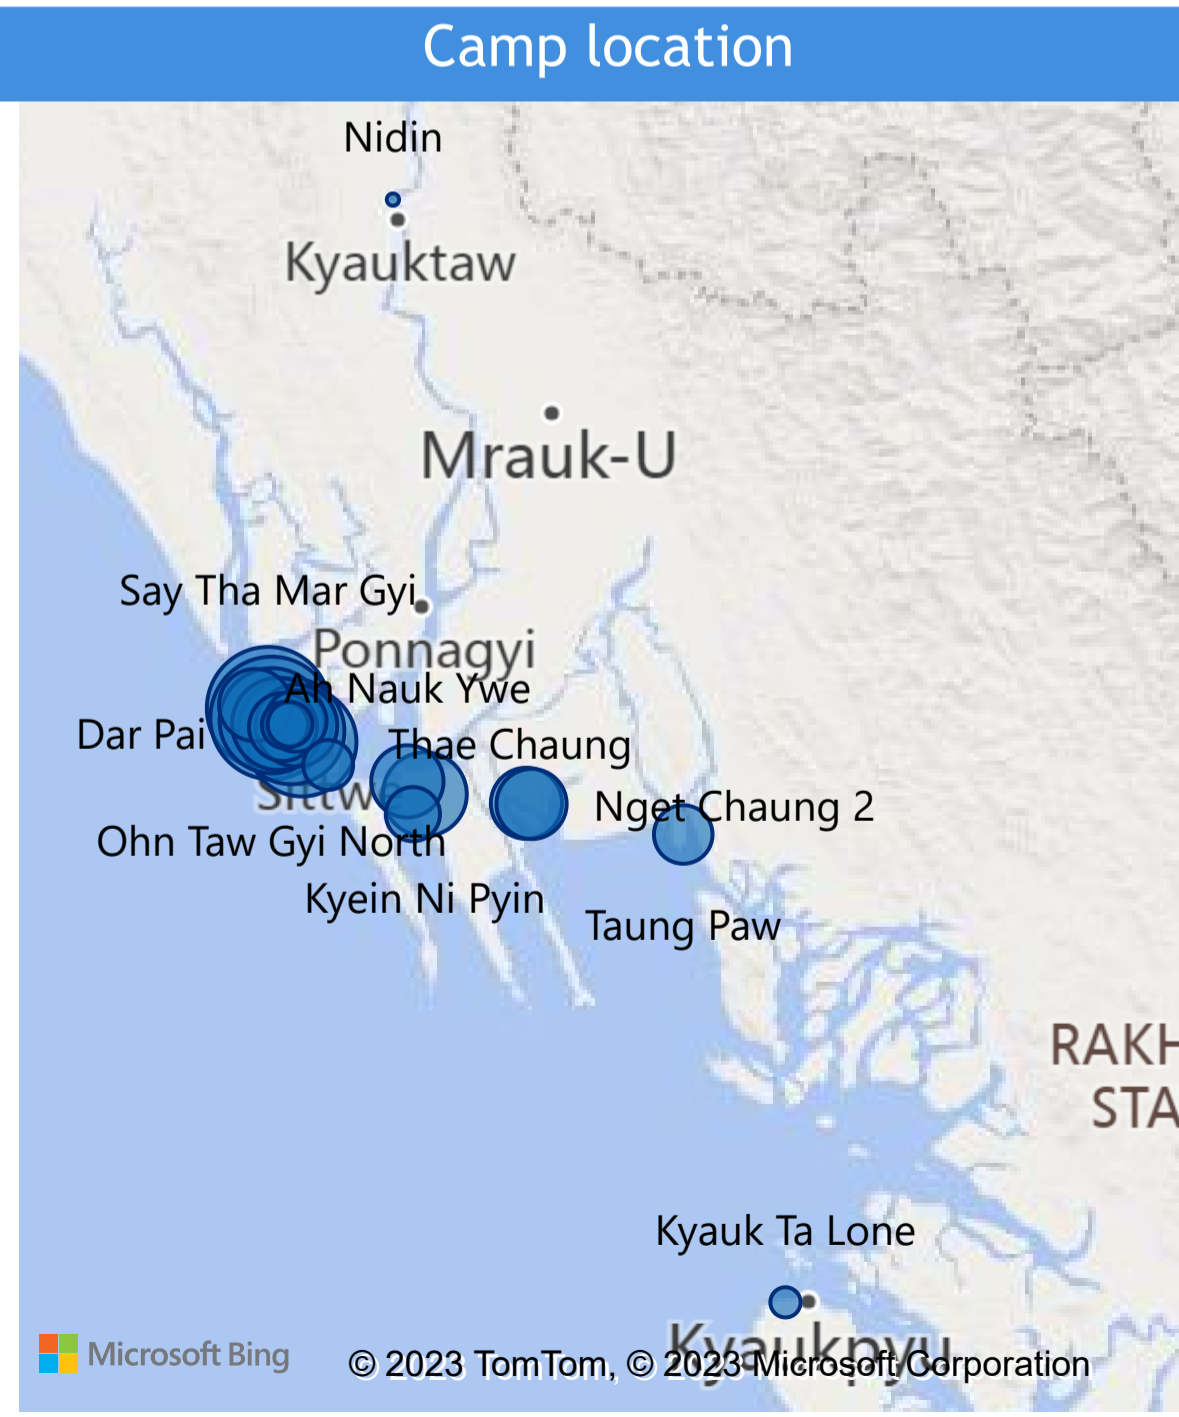 Camp location
Nidin
Kyauktaw
Mrauk-U
Say Tha Mar Gyi
Ponnagyi
Ah Nauk Ywe
Dar Pai
Thae Chaung
Sittwe
Nget Chaung 2
Ohn Taw Gyi North
Kyein Ni Pyin
Taung Paw
RAKH
STA
Kyauk Ta Lone
Kyaukpyu
Microsoft Bing
© 2023 TomTom, © 2023 Microsoft Corporation